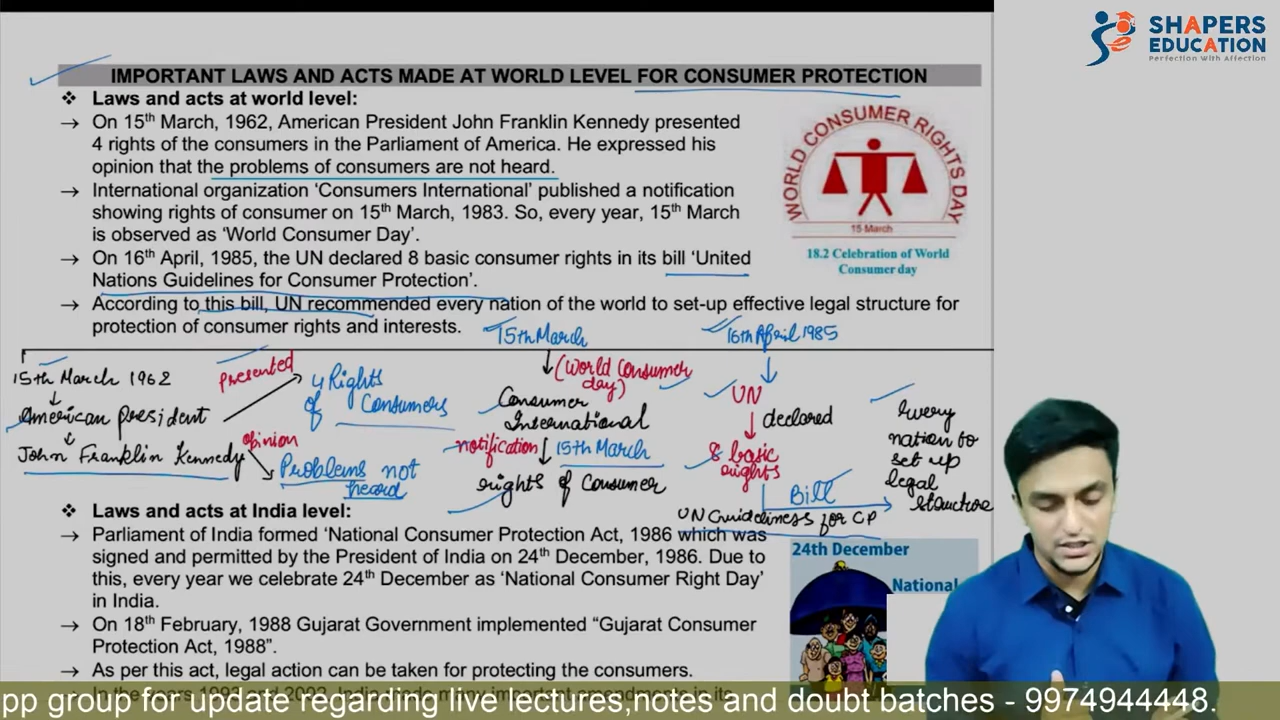 SHAPERS
EDUCATION
Perfection With Affection
IMPORTANT LAWS AND ACTS MADE AT WORLD LEVEL FOR CONSUMER PROTECTION
❖ Laws and acts at world level:
→ On 15th March, 1962, American President John Franklin Kennedy presented
4 rights of the consumers in the Parliament of America. He expressed his
opinion that the problems of consumers are not heard.
→ International organization 'Consumers International' published a notification
showing rights of consumer on 15th March, 1983. So, every year, 15th March
is observed as 'World Consumer Day'.
→ On 16th April, 1985, the UN declared 8 basic consumer rights in its bill 'United
Nations Guidelines for Consumer Protection'.
→ According to this bill, UN recommended every nation of the world to set-up effective legal structure for
protection of consumer rights and interests.
WORLD CONSUMER RIGHTS DAY
15 March
18.2 Celebration of World
Consumer day
15th March 1962
↓
American president
↓
John Franklin Kennedy
presented
4 Rights
of Consumers
opinion
Problems not
heard
15th March
↓ (World Consumer
day)
Consumer
International
notification ↓ 15th March
rights of Consumer
16th April 1985
↓
UN
↓ declared
8 basic
rights
Bill
UN Guideliness for CP
Every
nation to
set up
legal
structure
❖ Laws and acts at India level:
→ Parliament of India formed 'National Consumer Protection Act, 1986 which was
signed and permitted by the President of India on 24th December, 1986. Due to
this, every year we celebrate 24th December as 'National Consumer Right Day'
in India.
→ On 18th February, 1988 Gujarat Government implemented “Gujarat Consumer
Protection Act, 1988”.
→ As per this act, legal action can be taken for protecting the consumers.
24th December
National
pp group for update regarding live lectures,notes and doubt batches - 9974944448.